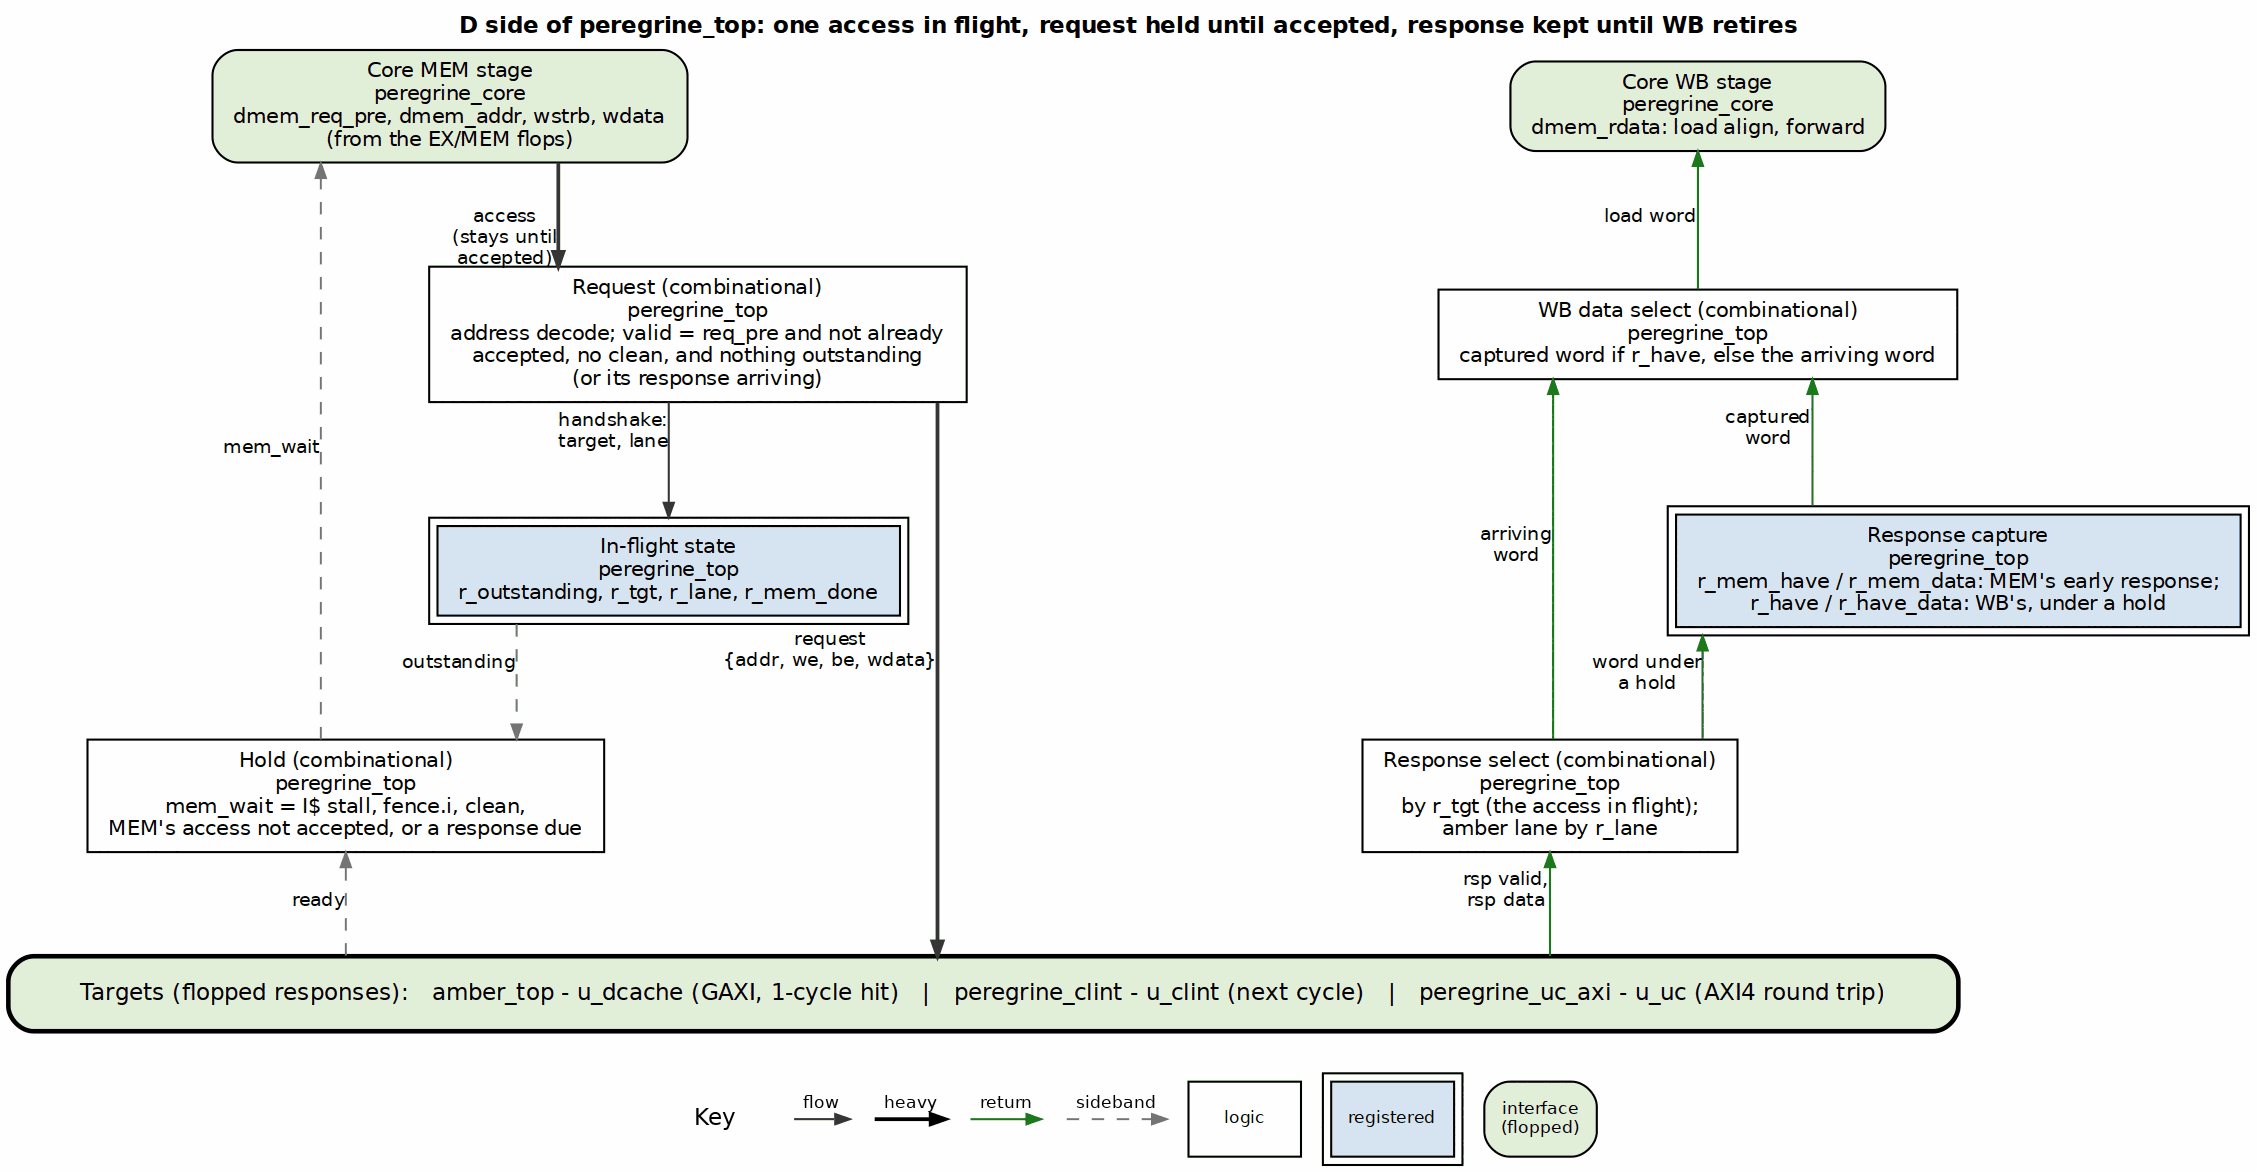 D side of peregrine_top: one access in flight, request held until accepted, response kept until WB retires
Core MEM stage
peregrine_core
dmem_req_pre, dmem_addr, wstrb, wdata
(from the EX/MEM flops)
Core WB stage
peregrine_core
dmem_rdata: load align, forward
access
(stays until
accepted)
load word
Request (combinational)
peregrine_top
address decode; valid = req_pre and not already
accepted, no clean, and nothing outstanding
(or its response arriving)
WB data select (combinational)
peregrine_top
captured word if r_have, else the arriving word
mem_wait
handshake:
target, lane
captured
word
arriving
word
In-flight state
peregrine_top
r_outstanding, r_tgt, r_lane, r_mem_done
Response capture
peregrine_top
r_mem_have / r_mem_data: MEM's early response;
r_have / r_have_data: WB's, under a hold
outstanding
request
{addr, we, be, wdata}
word under
a hold
Hold (combinational)
peregrine_top
mem_wait = I$ stall, fence.i, clean,
MEM's access not accepted, or a response due
Response select (combinational)
peregrine_top
by r_tgt (the access in flight);
amber lane by r_lane
ready
rsp valid,
rsp data
Targets (flopped responses):   amber_top - u_dcache (GAXI, 1-cycle hit)   |   peregrine_clint - u_clint (next cycle)   |   peregrine_uc_axi - u_uc (AXI4 round trip)
Key
flow
heavy
return
sideband
logic
registered
interface
(flopped)